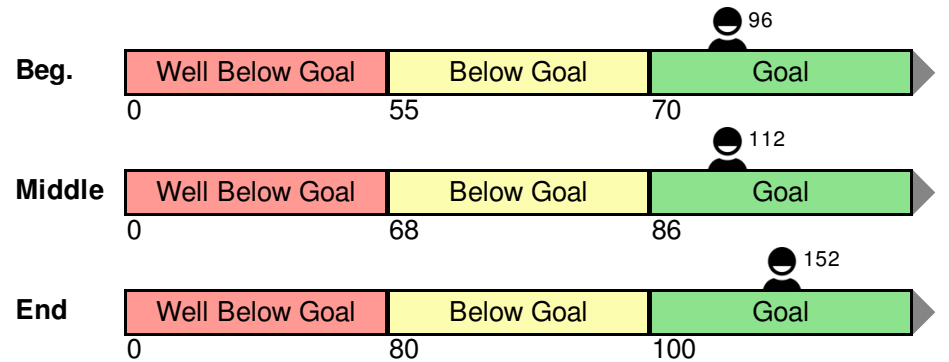 96
Beg. Well Below Goal Below Goal Goal
0 55 70
112
Middle Well Below Goal Below Goal Goal
0 68 86
152
End Well Below Goal Below Goal Goal
0 80 100